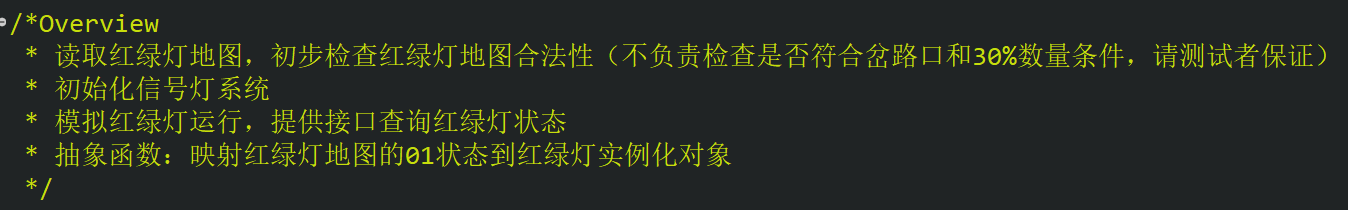 /*Overview
* 读取红绿灯地图，初步检查红绿灯地图合法性（不负责检查是否符合岔路口和30%数量条件，请测试者保证）
* 初始化信号灯系统
* 模拟红绿灯运行，提供接口查询红绿灯状态
* 抽象函数：映射红绿灯地图的01状态到红绿灯实例化对象
*/